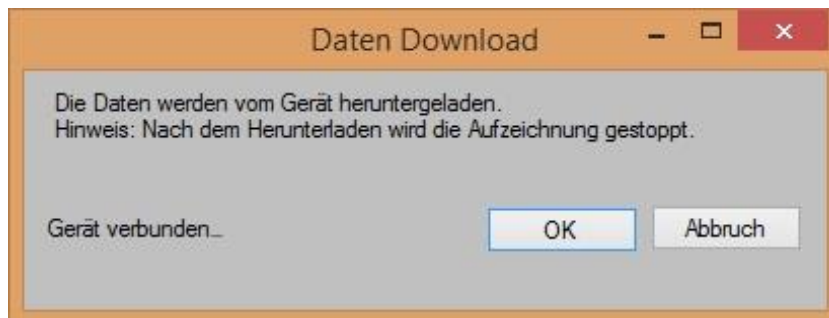 Daten Download
Die Daten werden vom Gerät heruntergeladen.
Hinweis: Nach dem Herunterladen wird die Aufzeichnung gestoppt.
Gerät verbunden...
OK
Abbruch